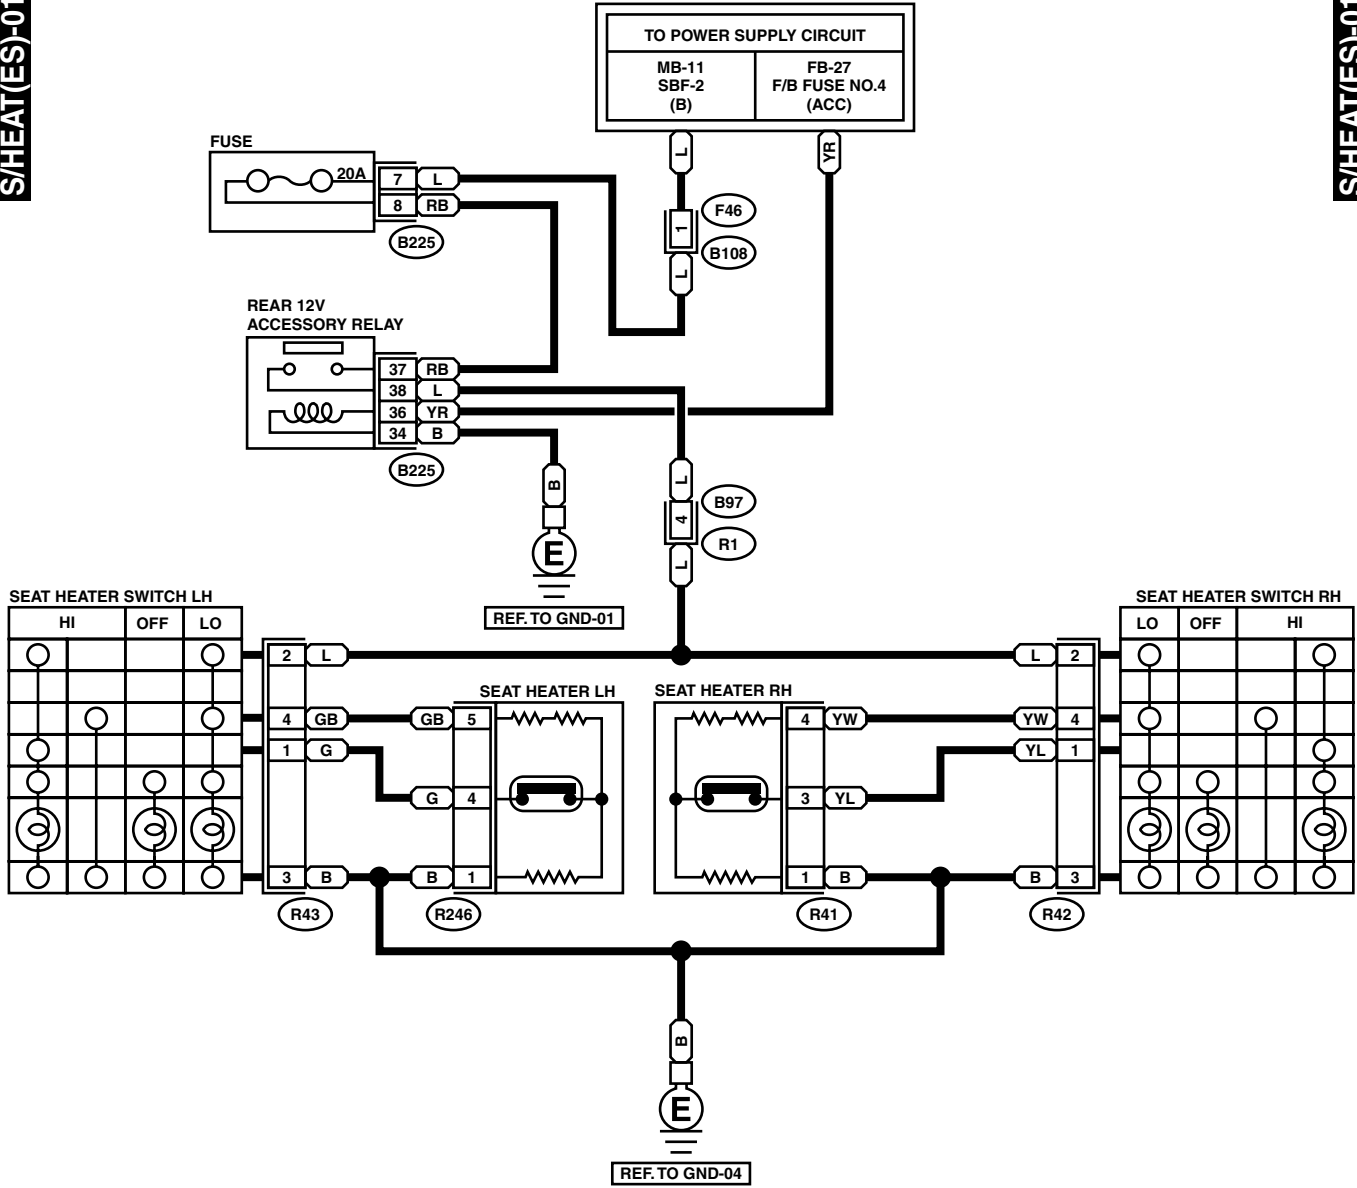 S/HEAT(ES)-01
S/HEAT(ES)-01
TO POWER SUPPLY CIRCUIT
MB-11
SBF-2
(B)
FB-27
F/B FUSE NO.4
(ACC)
L
YR
FUSE
20A
7 L
8 RB
B225
1
F46
B108
L
REAR 12V
ACCESSORY RELAY
37 RB
38 L
36 YR
34 B
B225
B
E
REF. TO GND-01
L
4
B97
R1
L
SEAT HEATER SWITCH LH
HI OFF LO
2 L
4 GB
1 G
3 B
R43
SEAT HEATER LH
GB 5
G 4
B 1
R246
SEAT HEATER RH
4 YW
3 YL
1 B
R41
SEAT HEATER SWITCH RH
LO OFF HI
L 2
YW 4
YL 1
B 3
R42
B
E
REF. TO GND-04